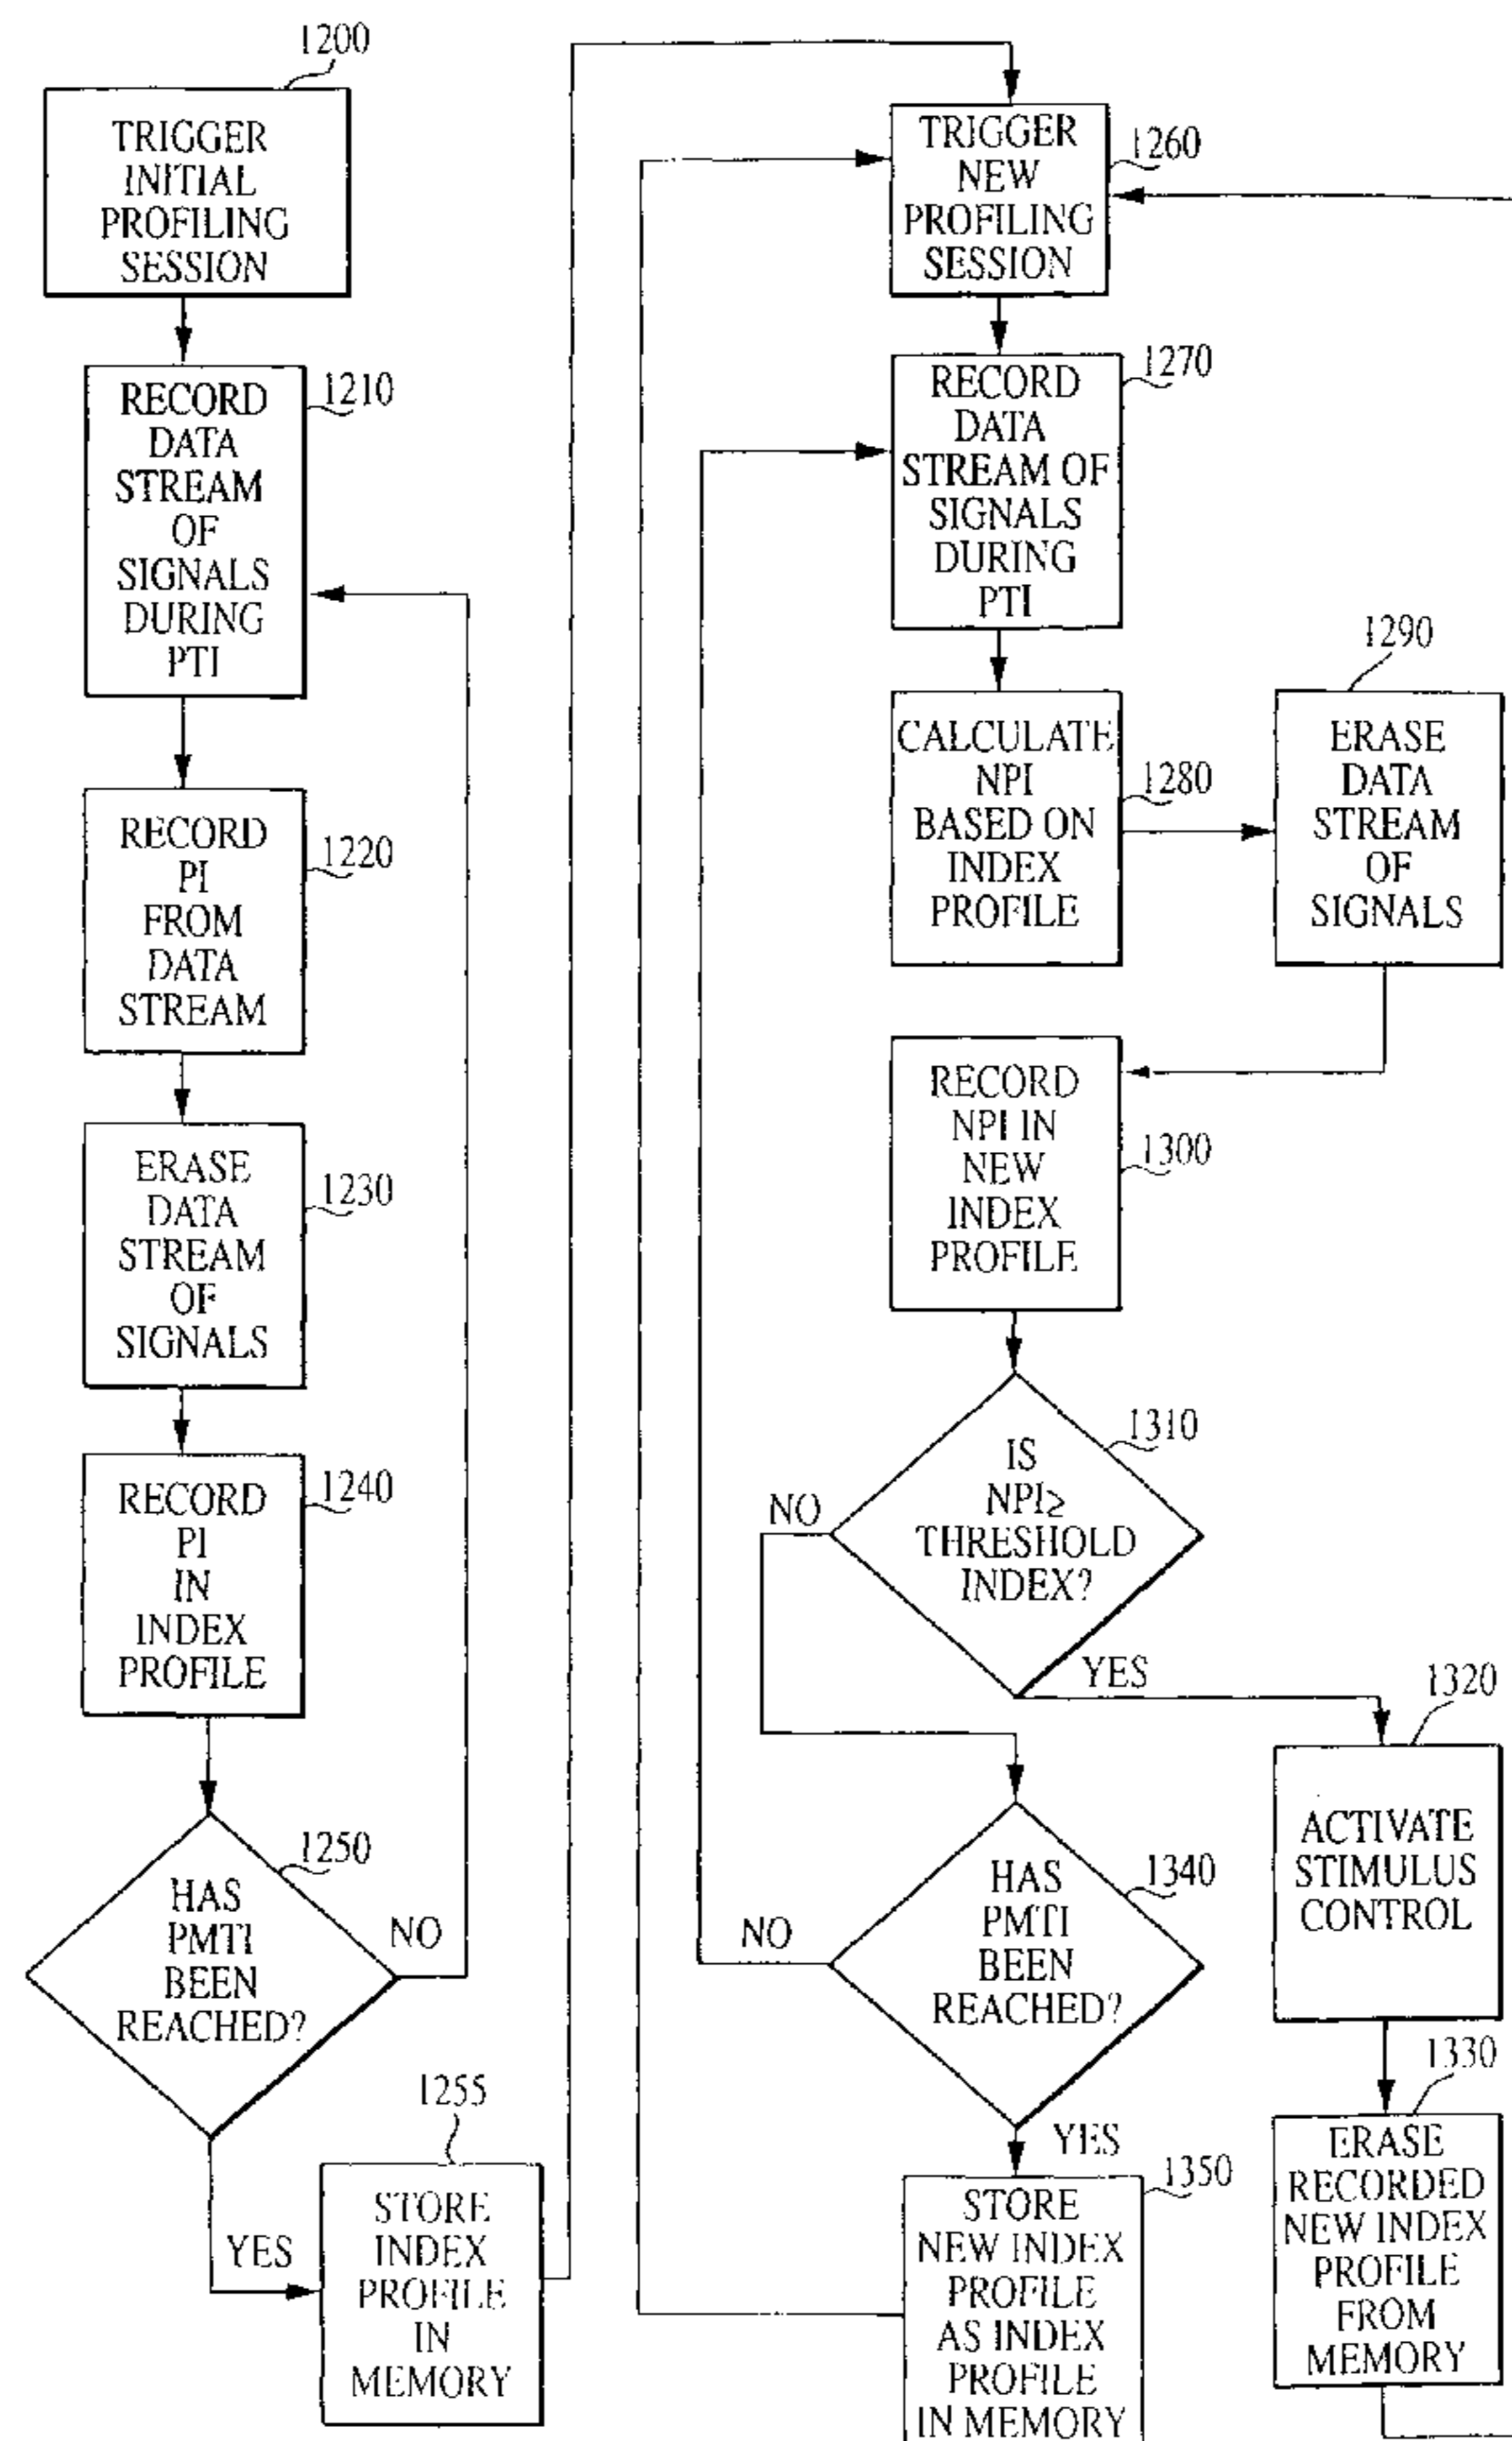 1200
TRIGGER
INITIAL
PROFILING
SESSION
1210
RECORD
DATA
STREAM
OF
SIGNALS
DURING
PTI
1220
RECORD
PI
FROM
DATA
STREAM
1230
ERASE
DATA
STREAM
OF
SIGNALS
1240
RECORD
PI
IN
INDEX
PROFILE
1250
HAS
PMTI
BEEN
REACHED?
NO
YES
1255
STORE
INDEX
PROFILE
IN
MEMORY
1260
TRIGGER
NEW
PROFILING
SESSION
1270
RECORD
DATA
STREAM OF
SIGNALS
DURING
PTI
1280
CALCULATE
NPI
BASED ON
INDEX
PROFILE
1290
ERASE
DATA
STREAM
OF
SIGNALS
1300
RECORD
NPI IN
NEW
INDEX
PROFILE
1310
IS
NPI≥
THRESHOLD
INDEX?
NO
YES
1320
ACTIVATE
STIMULUS
CONTROL
1330
ERASE
RECORDED
NEW INDEX
PROFILE
FROM
MEMORY
1340
HAS
PMTI
BEEN
REACHED?
NO
YES
1350
STORE
NEW INDEX
PROFILE
AS INDEX
PROFILE
IN MEMORY